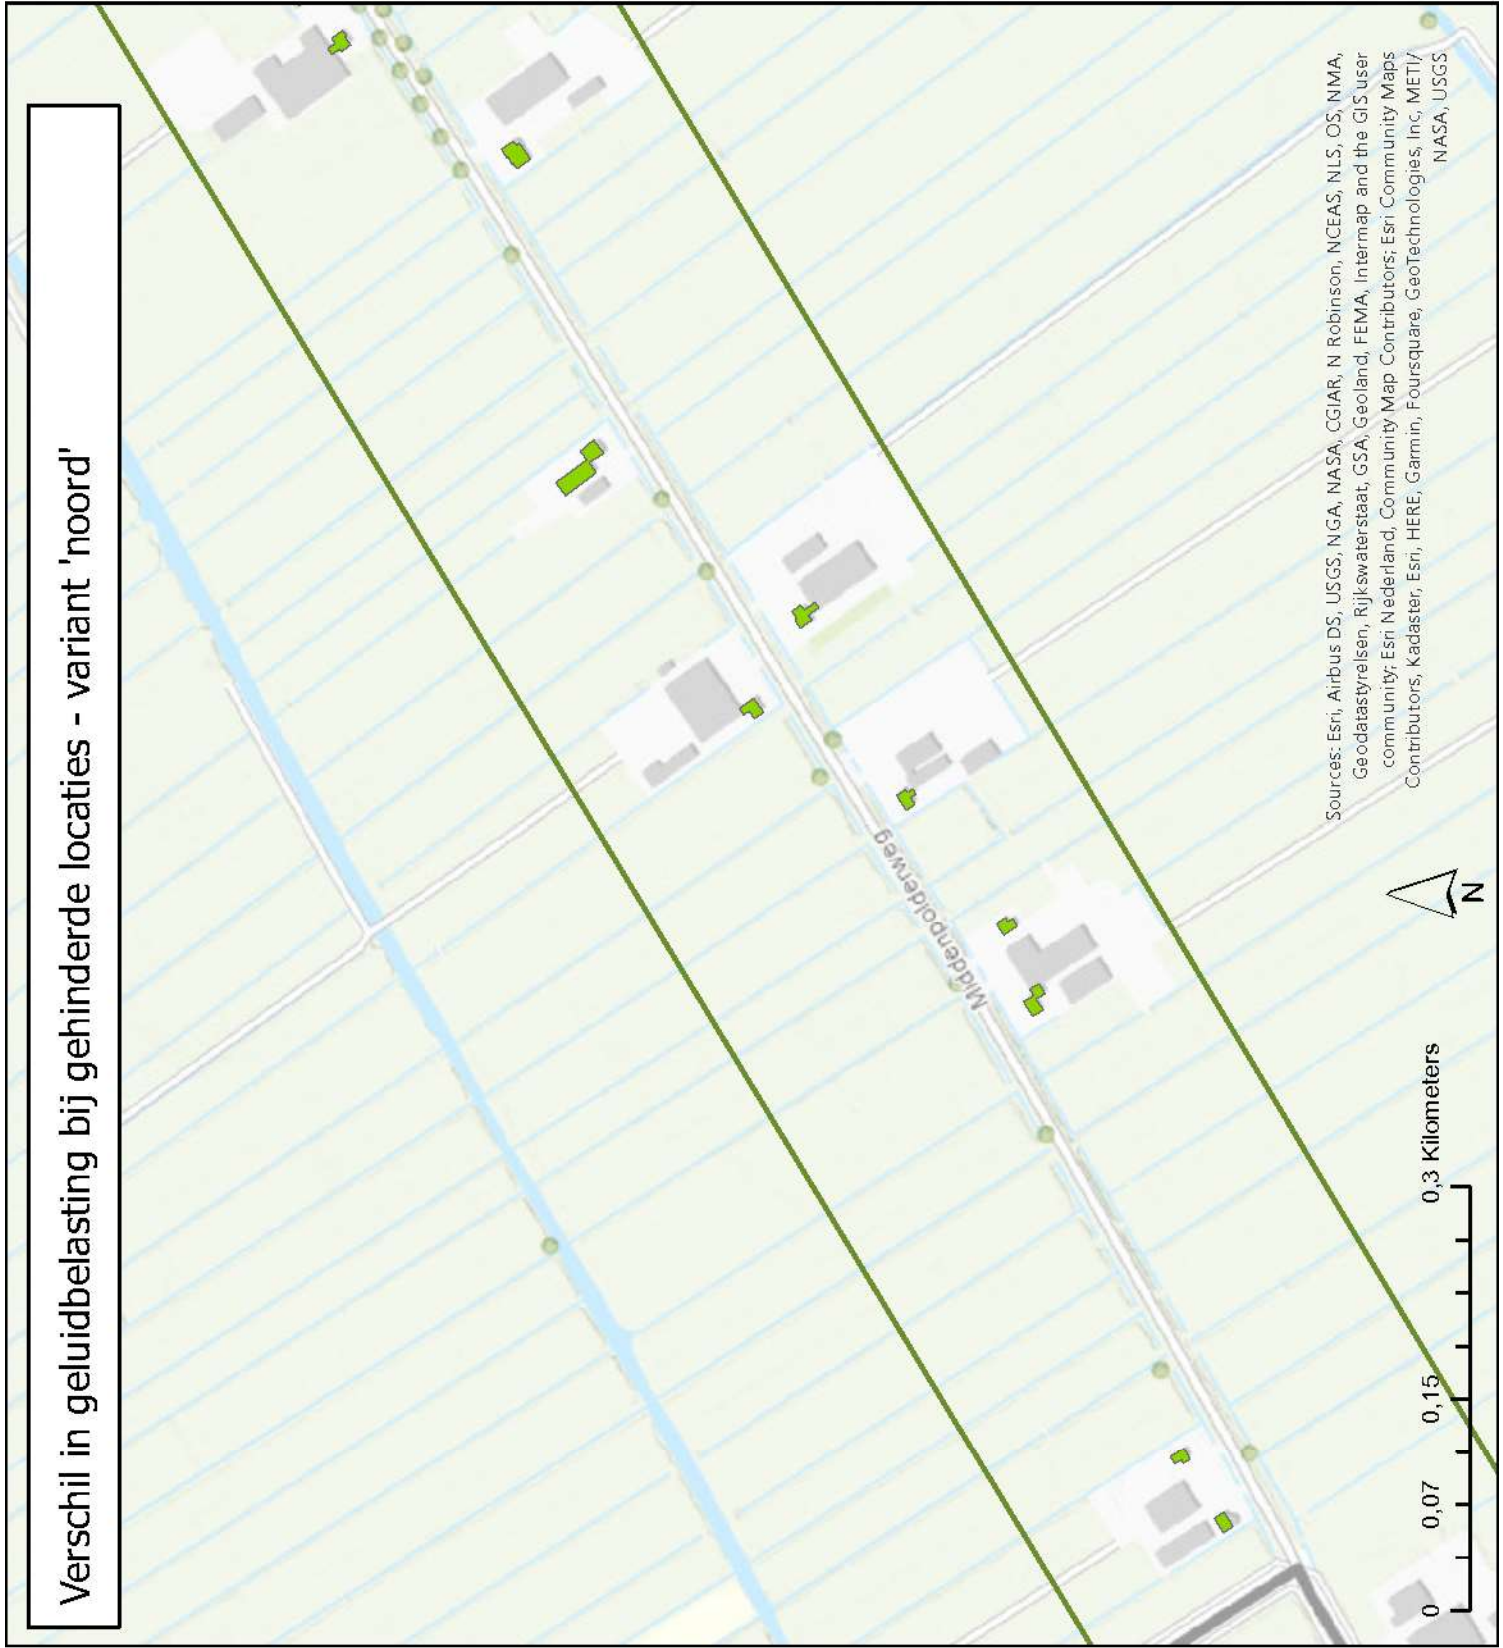 Verschil in geluidbelasting bij gehinderde locaties - variant 'noord'
Middenpolderweg
Sources: Esri, Airbus DS, USGS, NGA, NASA, CGIAR, N Robinson, NCEAS, NLS, OS, NMA,
Geodatastyrelsen, Rijkswaterstaat, GSA, Geoland, FEMA, Intermap and the GIS user
community; Esri Nederland, Community Map Contributors; Esri Community Maps
Contributors, Kadaster, Esri, HERE, Garmin, Foursquare, GeoTechnologies, Inc, METI/
NASA, USGS
N
0 0,07 0,15 0,3 Kilometers